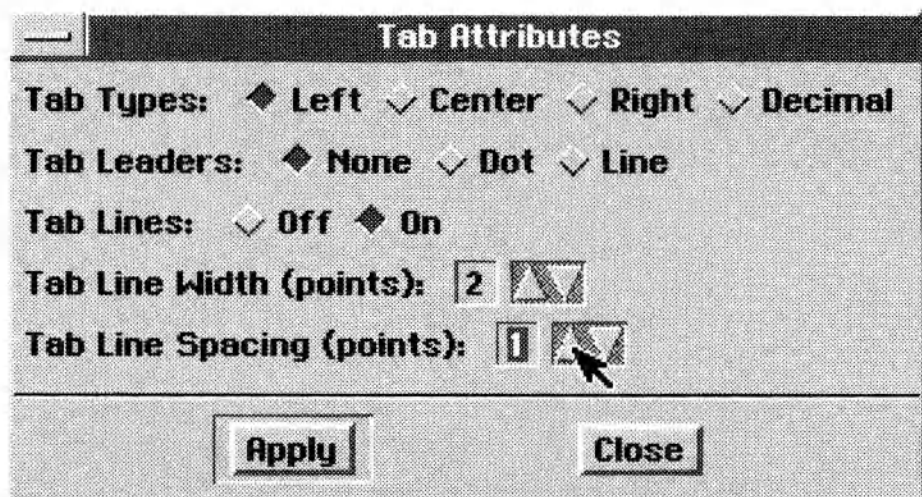 Tab Attributes
Tab Types: Left Center Right Decimal
Tab Leaders: None Dot Line
Tab Lines: Off On
Tab Line Width (points): 2
Tab Line Spacing (points): 1
Apply Close